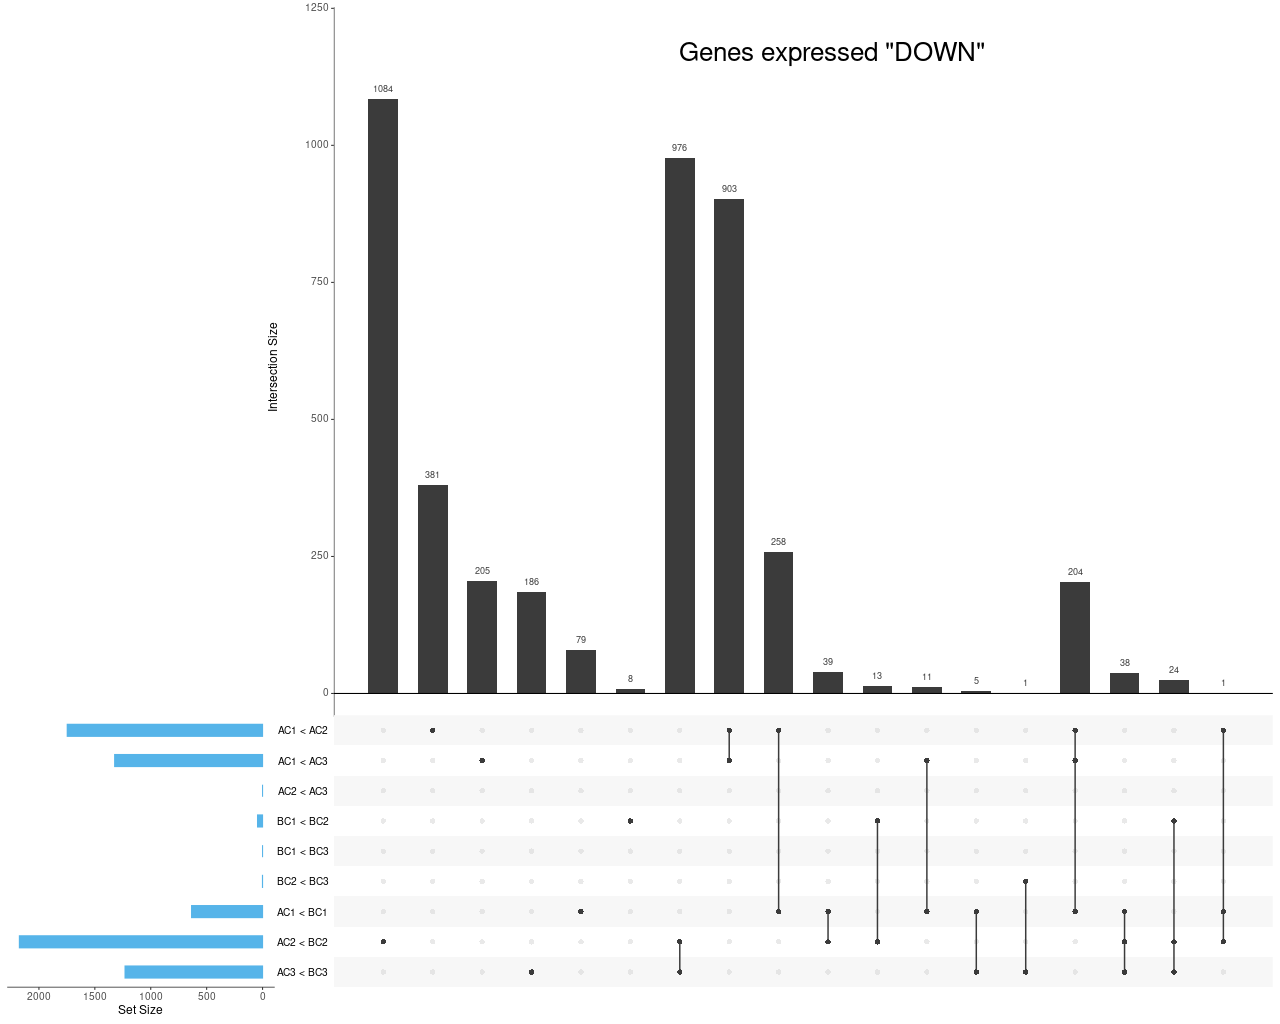 Genes expressed "DOWN"
1250
1000
750
500
250
0
Intersection Size
1084
381
205
186
79
8
976
903
258
39
13
11
5
1
204
38
24
1
AC1 < AC2
AC1 < AC3
AC2 < AC3
BC1 < BC2
BC1 < BC3
BC2 < BC3
AC1 < BC1
AC2 < BC2
AC3 < BC3
2000 1500 1000 500 0
Set Size